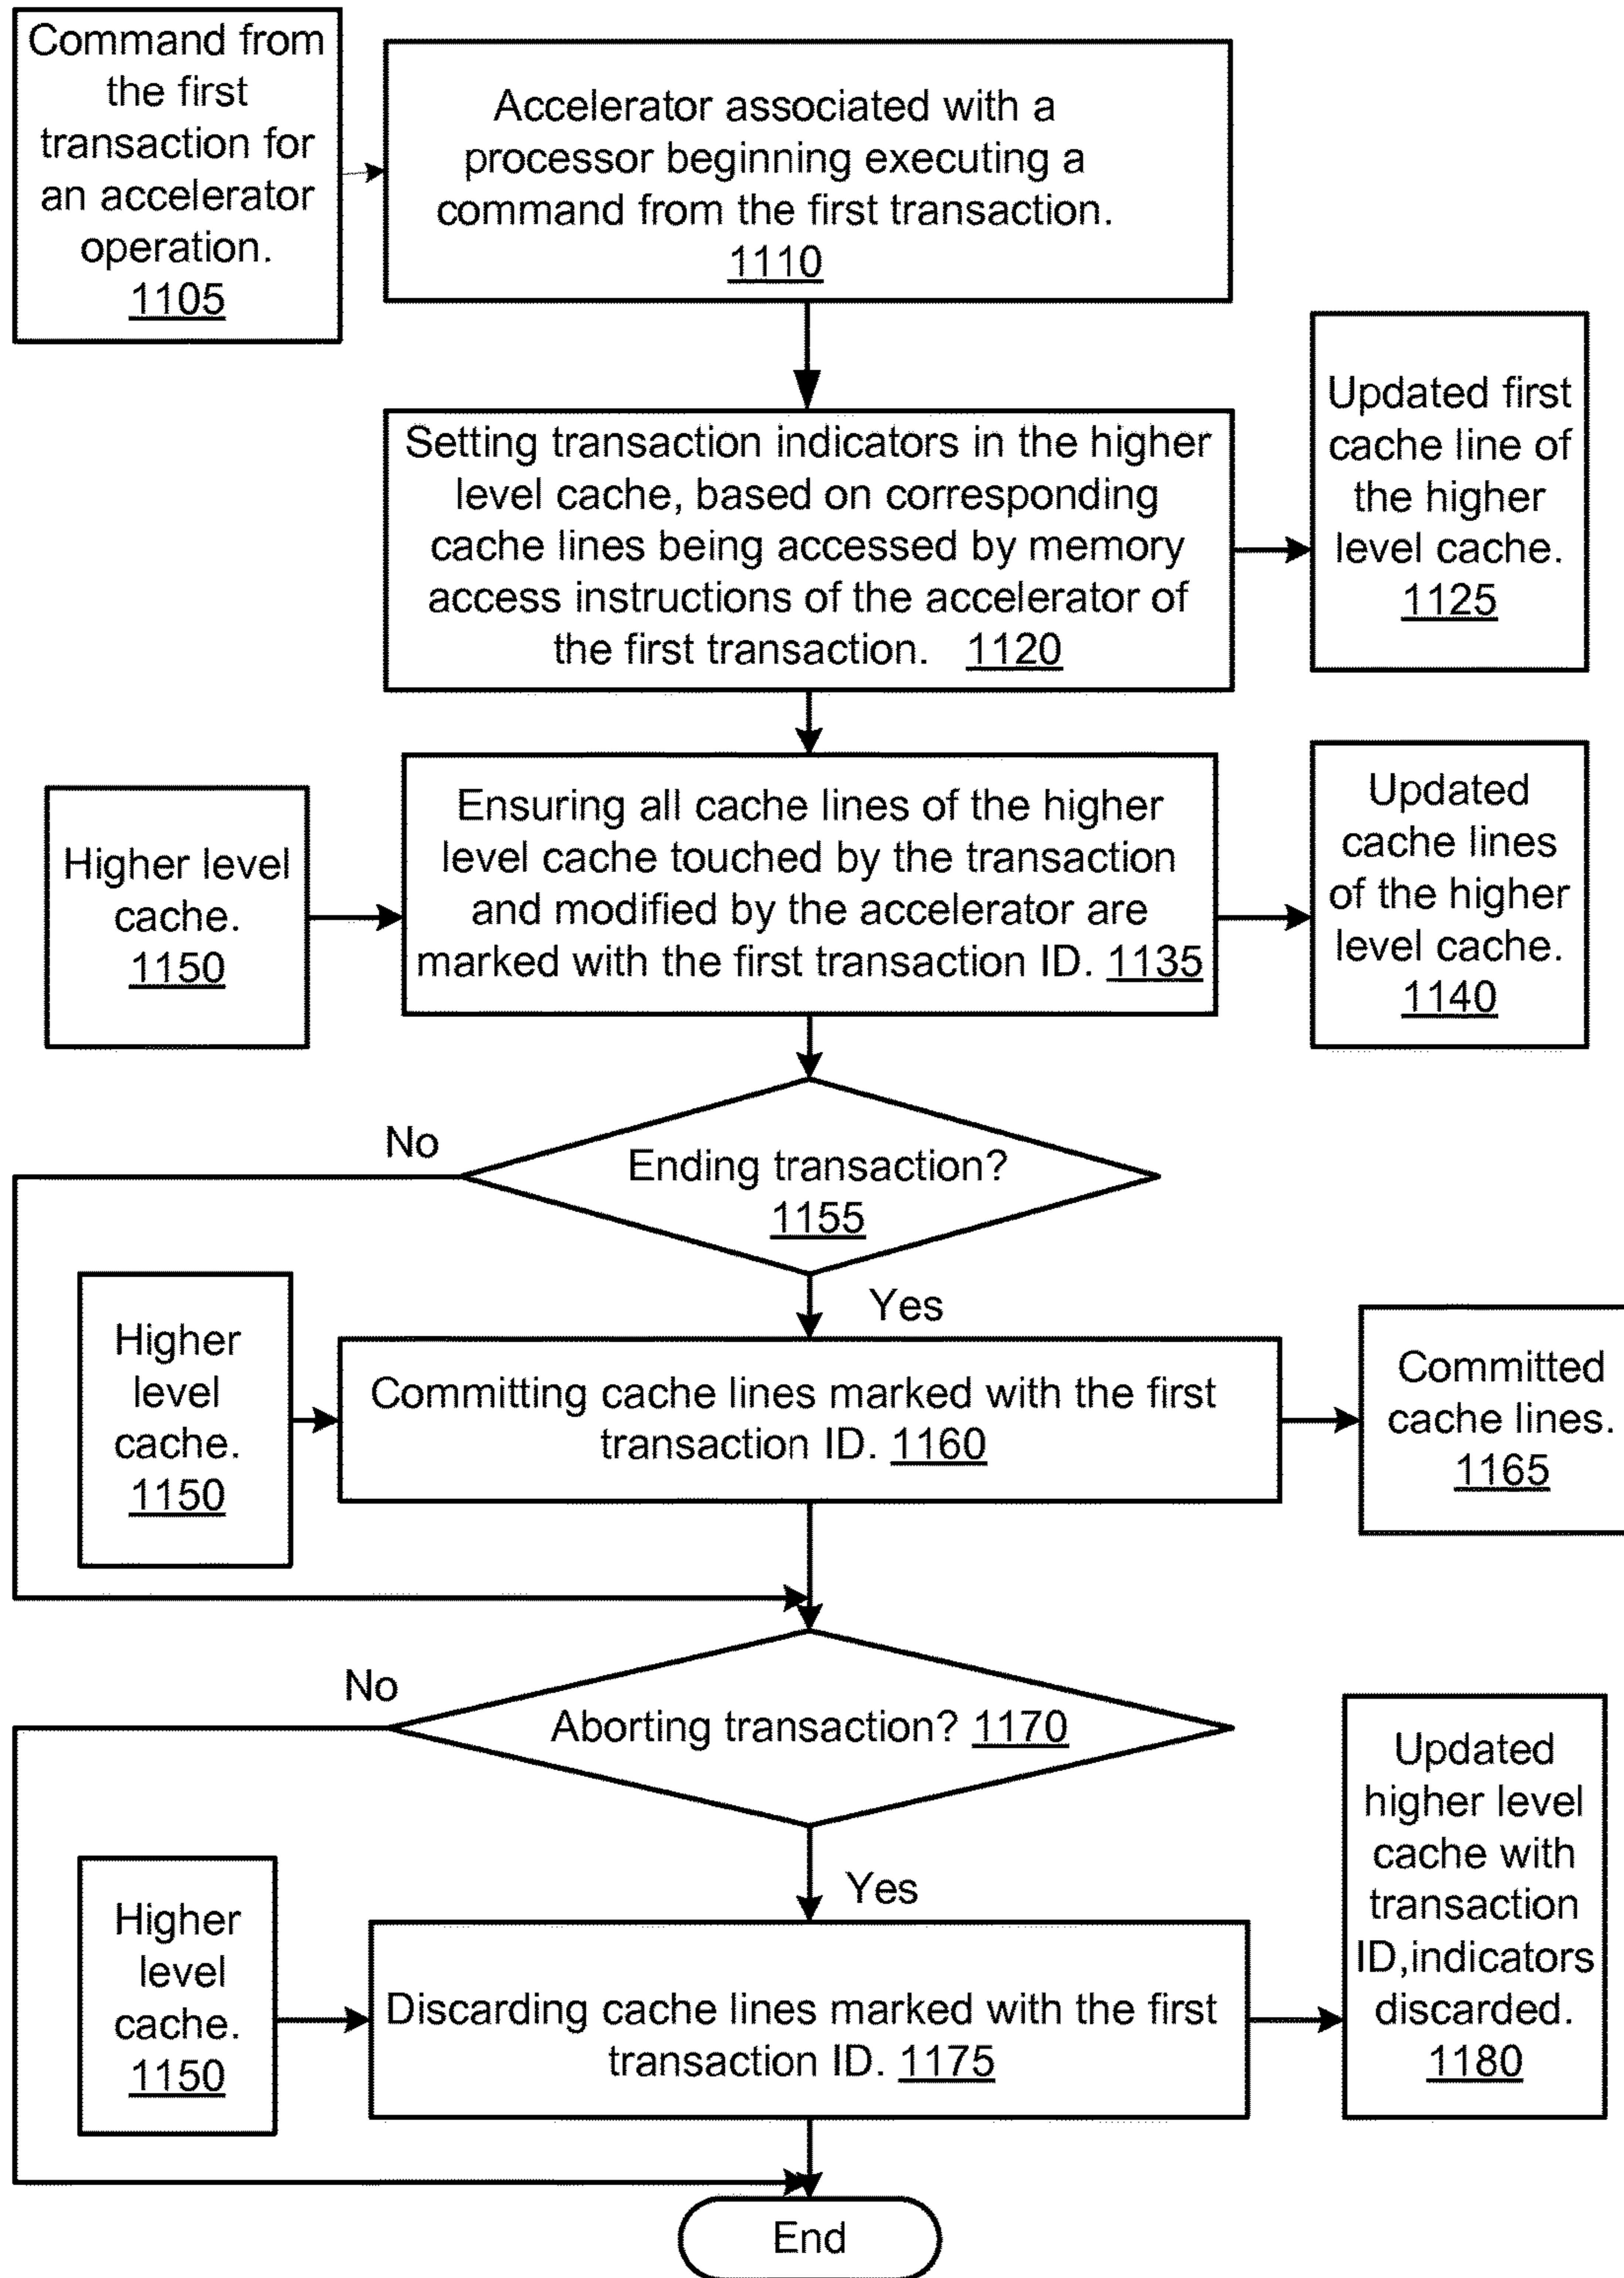 Command from
the first
transaction for
an accelerator
operation.
1105
Accelerator associated with a
processor beginning executing a
command from the first transaction.
1110
Setting transaction indicators in the higher
level cache, based on corresponding
cache lines being accessed by memory
access instructions of the accelerator of
the first transaction. 1120
Updated first
cache line of
the higher
level cache.
1125
Higher level
cache.
1150
Ensuring all cache lines of the higher
level cache touched by the transaction
and modified by the accelerator are
marked with the first transaction ID. 1135
Updated
cache lines
of the higher
level cache.
1140
No
Ending transaction?
1155
Yes
Higher
level
cache.
1150
Committing cache lines marked with the first
transaction ID. 1160
Committed
cache lines.
1165
No
Aborting transaction? 1170
Yes
Higher
level
cache.
1150
Discarding cache lines marked with the first
transaction ID. 1175
Updated
higher level
cache with
transaction
ID,indicators
discarded.
1180
End